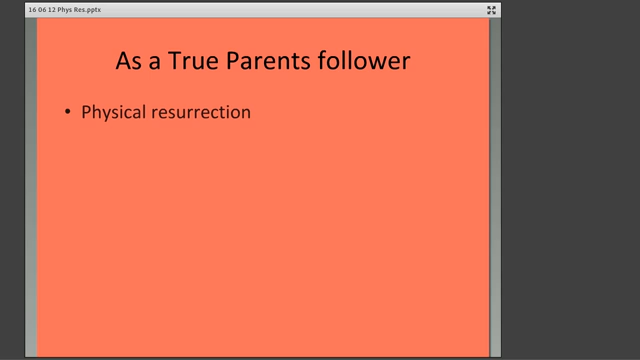 16 06 12 Phys Res.pptx
As a True Parents follower
• Physical resurrection